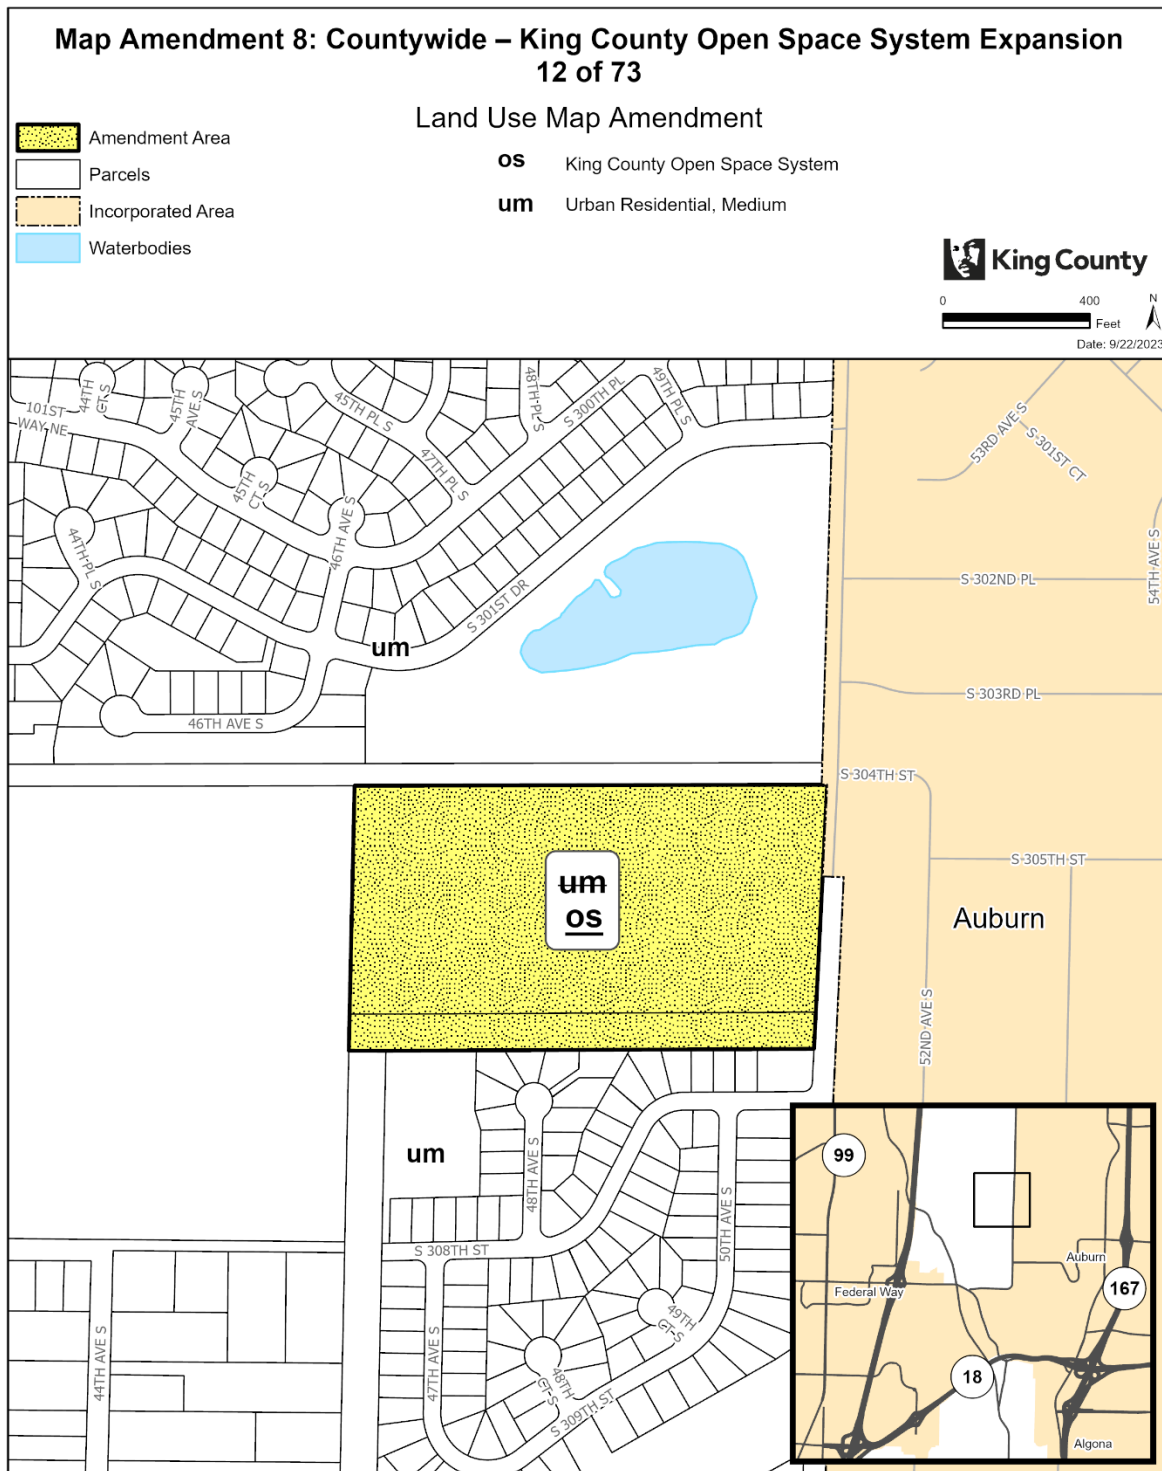 Map Amendment 8: Countywide – King County Open Space System Expansion
12 of 73
Land Use Map Amendment
Amendment Area
Parcels
Incorporated Area
Waterbodies
os King County Open Space System
um Urban Residential, Medium
King County
0 400
Feet
N
Date: 9/22/2023
101ST
WAY NE
44TH
CT S
45TH
AVE S
45TH PL S
48TH PL S
S 300TH PL
49TH PL S
47TH PL S
45TH
CT S
46TH AVE S
44TH PL S
S 301ST DR
um
46TH AVE S
53RD AVE S
S 301ST CT
54TH AVE S
S 302ND PL
S 303RD PL
S 304TH ST
S 305TH ST
um
os
Auburn
52ND AVE S
um
48TH AVE S
50TH AVE S
S 308TH ST
49TH
CT S
48TH
CT S
47TH AVE S
44TH AVE S
S 309TH ST
99
Auburn
167
Federal Way
18
Algona